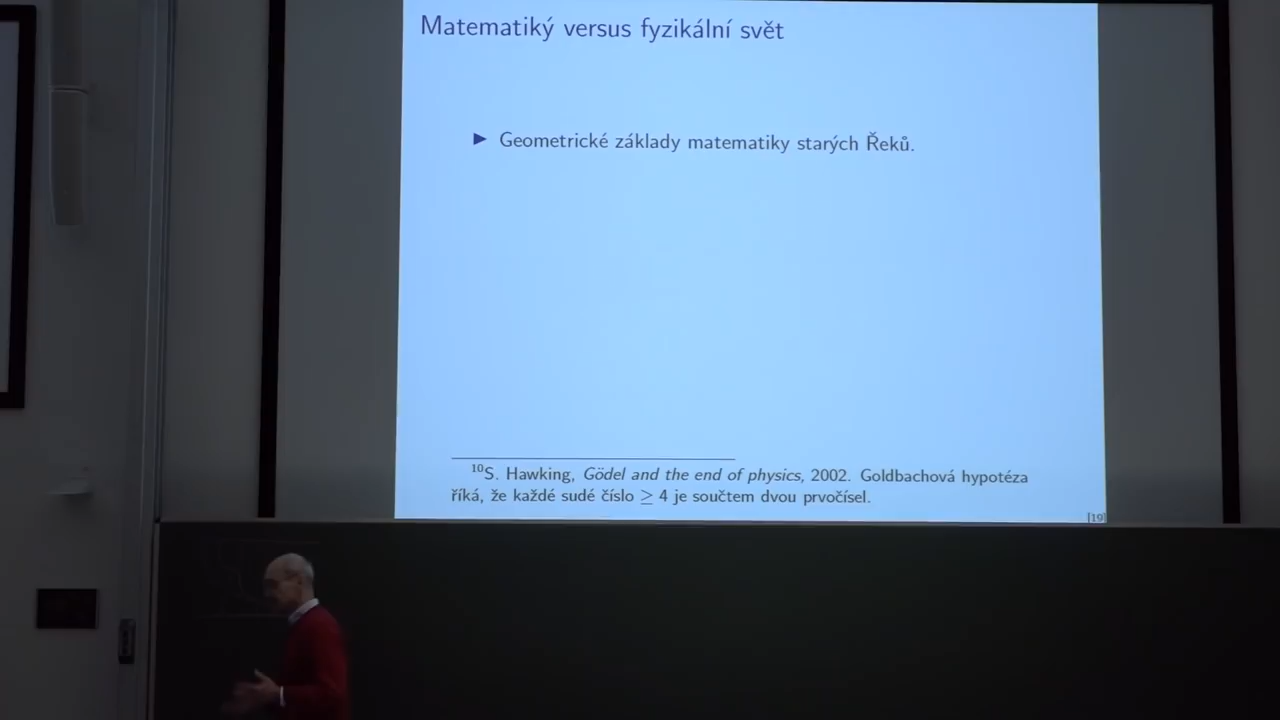 Matematiký versus fyzikální svět
▶ Geometrické základy matematiky starých Řeků.
¹⁰S. Hawking, Gödel and the end of physics, 2002. Goldbachová hypotéza
říká, že každé sudé číslo ≥ 4 je součtem dvou prvočísel.
[19]